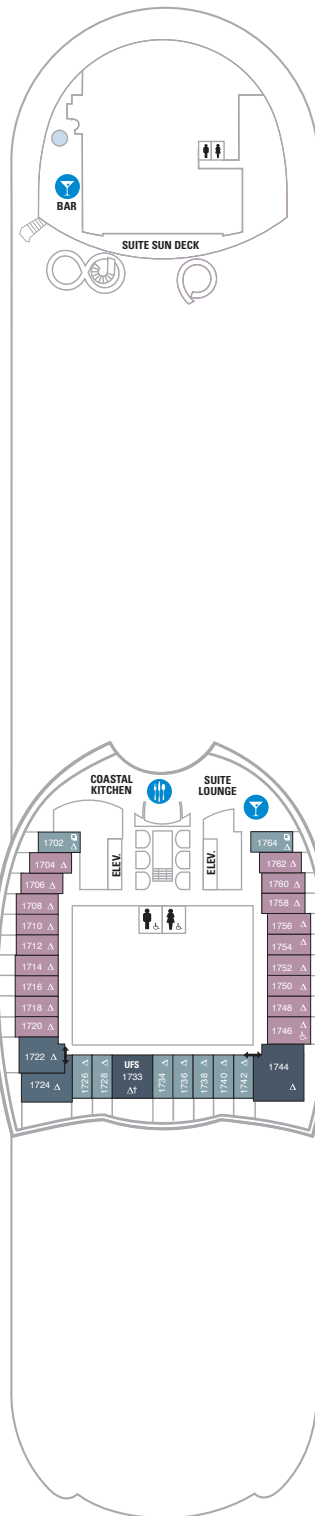 BAR
SUITE SUN DECK
COASTAL
KITCHEN
SUITE
LOUNGE
ELEV.
ELEV.
1702 Δ
1764 Δ
1704 Δ
1762 Δ
1706 Δ
1760 Δ
1708 Δ
1758 Δ
1710 Δ
1756 Δ
1712 Δ
1754 Δ
1714 Δ
1752 Δ
1716 Δ
1750 Δ
1718 Δ
1748 Δ
1720 Δ
1746 Δ
1722 Δ
1724 Δ
1726 Δ
1728 Δ
UFS
1733
Δ†
1734 Δ
1736 Δ
1738 Δ
1740 Δ
1742 Δ
1744
Δ